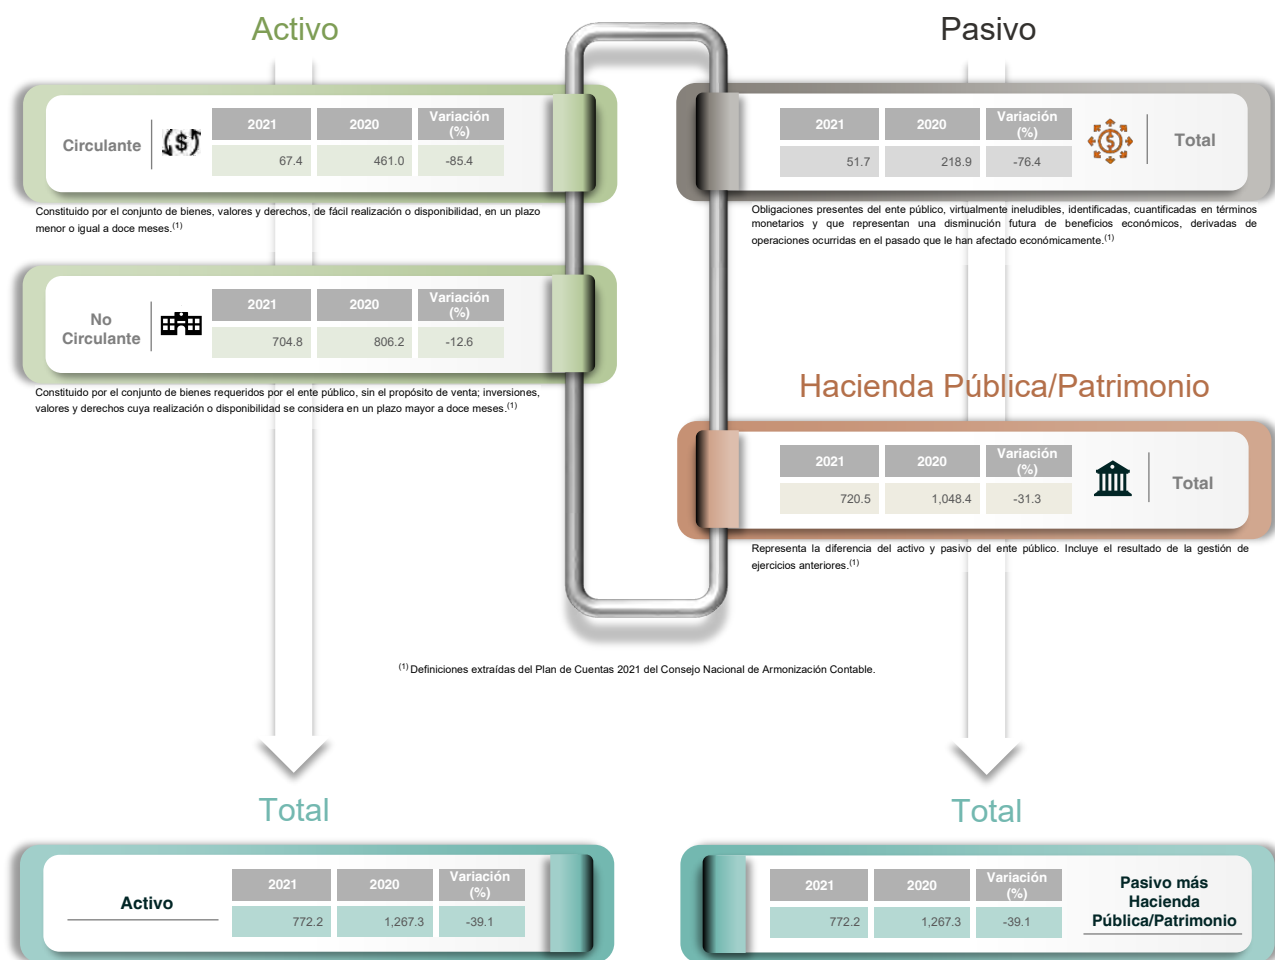 Activo
Circulante
2021 2020 Variación (%)
67.4 461.0 -85.4
Constituido por el conjunto de bienes, valores y derechos, de fácil realización o disponibilidad, en un plazo
menor o igual a doce meses.(1)
No
Circulante
2021 2020 Variación (%)
704.8 806.2 -12.6
Constituido por el conjunto de bienes requeridos por el ente público, sin el propósito de venta; inversiones,
valores y derechos cuya realización o disponibilidad se considera en un plazo mayor a doce meses.(1)
Pasivo
2021 2020 Variación (%)
51.7 218.9 -76.4
Total
Obligaciones presentes del ente público, virtualmente ineludibles, identificadas, cuantificadas en términos
monetarios y que representan una disminución futura de beneficios económicos, derivadas de
operaciones ocurridas en el pasado que le han afectado económicamente.(1)
Hacienda Pública/Patrimonio
2021 2020 Variación (%)
720.5 1,048.4 -31.3
Total
Representa la diferencia del activo y pasivo del ente público. Incluye el resultado de la gestión de
ejercicios anteriores.(1)
(1) Definiciones extraídas del Plan de Cuentas 2021 del Consejo Nacional de Armonización Contable.
Total
Activo
2021 2020 Variación (%)
772.2 1,267.3 -39.1
Total
2021 2020 Variación (%)
772.2 1,267.3 -39.1
Pasivo más
Hacienda
Pública/Patrimonio